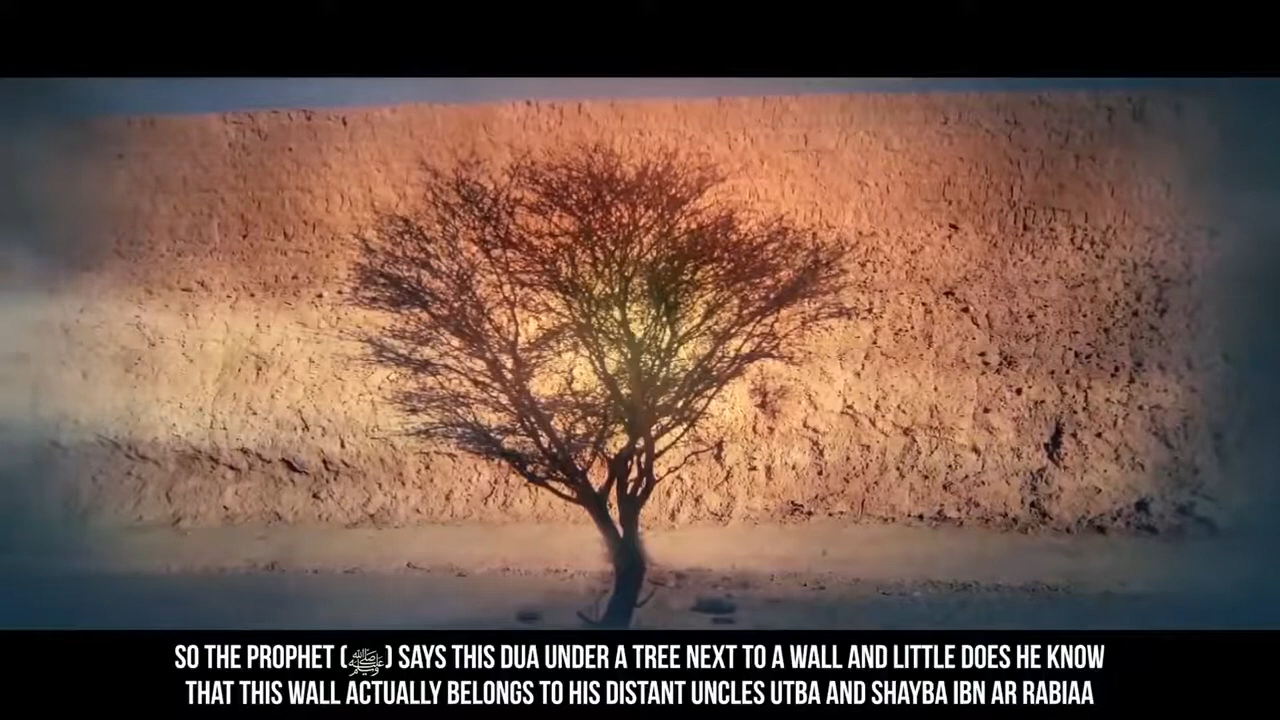 SO THE PROPHET (ﷺ) SAYS THIS DUA UNDER A TREE NEXT TO A WALL AND LITTLE DOES HE KNOW
THAT THIS WALL ACTUALLY BELONGS TO HIS DISTANT UNCLES UTBA AND SHAYBA IBN AR RABIAA